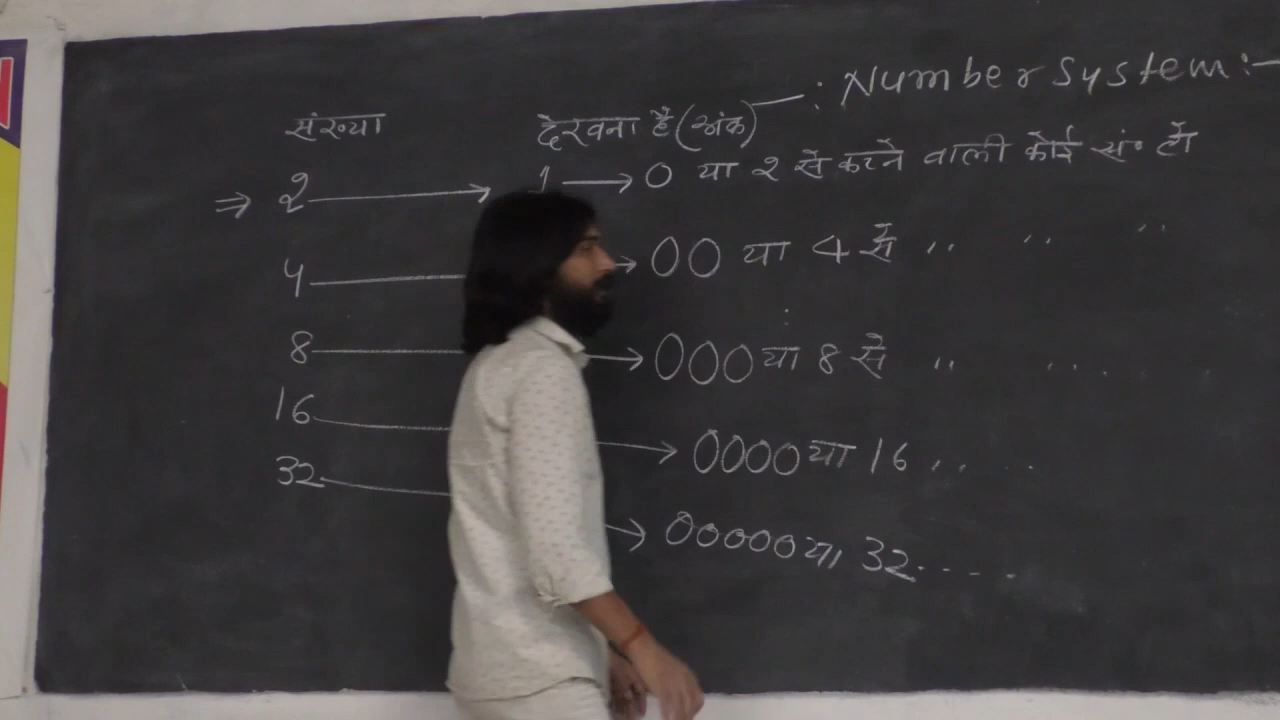 —: Number System :—
संख्या देखना है (अंक)
⇒ 2 → 1 → 0 या 2 से कटने वाली कोई सं० हो
4 → 00 या 4 से ,, ,, ,,
8 → 000 या 8 से ,,
16 → 0000 या 16 ,,
32 → 00000 या 32 - - - -